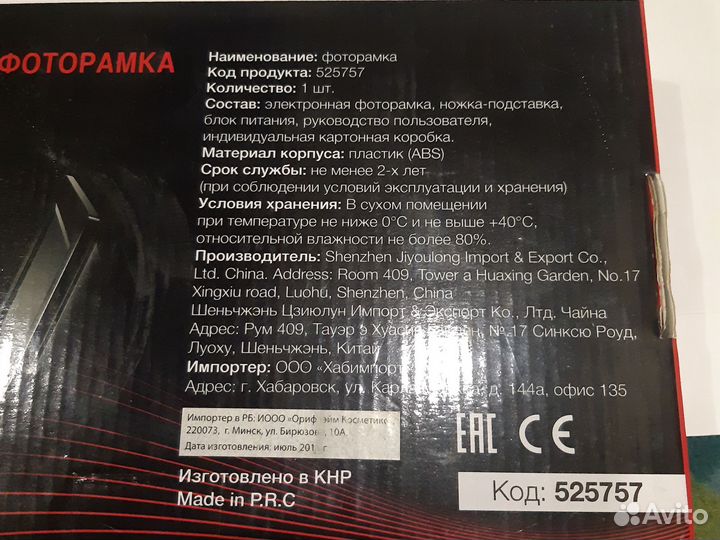 ФОТОРАМКА
Наименование: фоторамка
Код продукта: 525757
Количество: 1 шт.
Состав: электронная фоторамка, ножка-подставка,
блок питания, руководство пользователя,
индивидуальная картонная коробка.
Материал корпуса: пластик (ABS)
Срок службы: не менее 2-х лет
(при соблюдении условий эксплуатации и хранения)
Условия хранения: В сухом помещении
при температуре не ниже 0°С и не выше +40°С,
относительной влажности не более 80%.
Производитель: Shenzhen Jiyoulong Import & Export Co.,
Ltd. China. Address: Room 409, Tower a Huaxing Garden, No.17
Xingxiu road, Luohu, Shenzhen, China
Шеньчжэнь Цзиюлун Импорт & Экспорт Ко., Лтд. Чайна
Адрес: Рум 409, Тауэр э №.17 Синксю Роуд,
Луоху, Шеньчжэнь, Китай
Импортер: ООО «Хабимпорт
Адрес: г. Хабаровск, ул. д. 144а, офис 135
Импортер в РБ: ИООО Косметикс
220073, г. Минск, ул. Бирюзова, 10А
Дата изготовления: июль г
EAC CE
Изготовлено в КНР
Made in P.R.C
Код: 525757
Avito